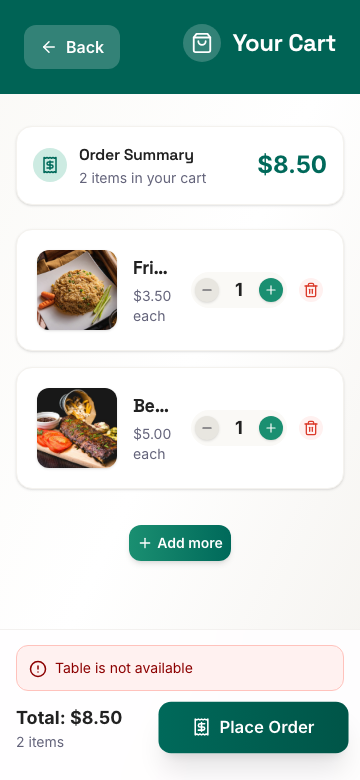 Back
Your Cart
Order Summary
2 items in your cart
$8.50
Fri...
$3.50
each
1
Be...
$5.00
each
1
Add more
Table is not available
Total: $8.50
2 items
Place Order